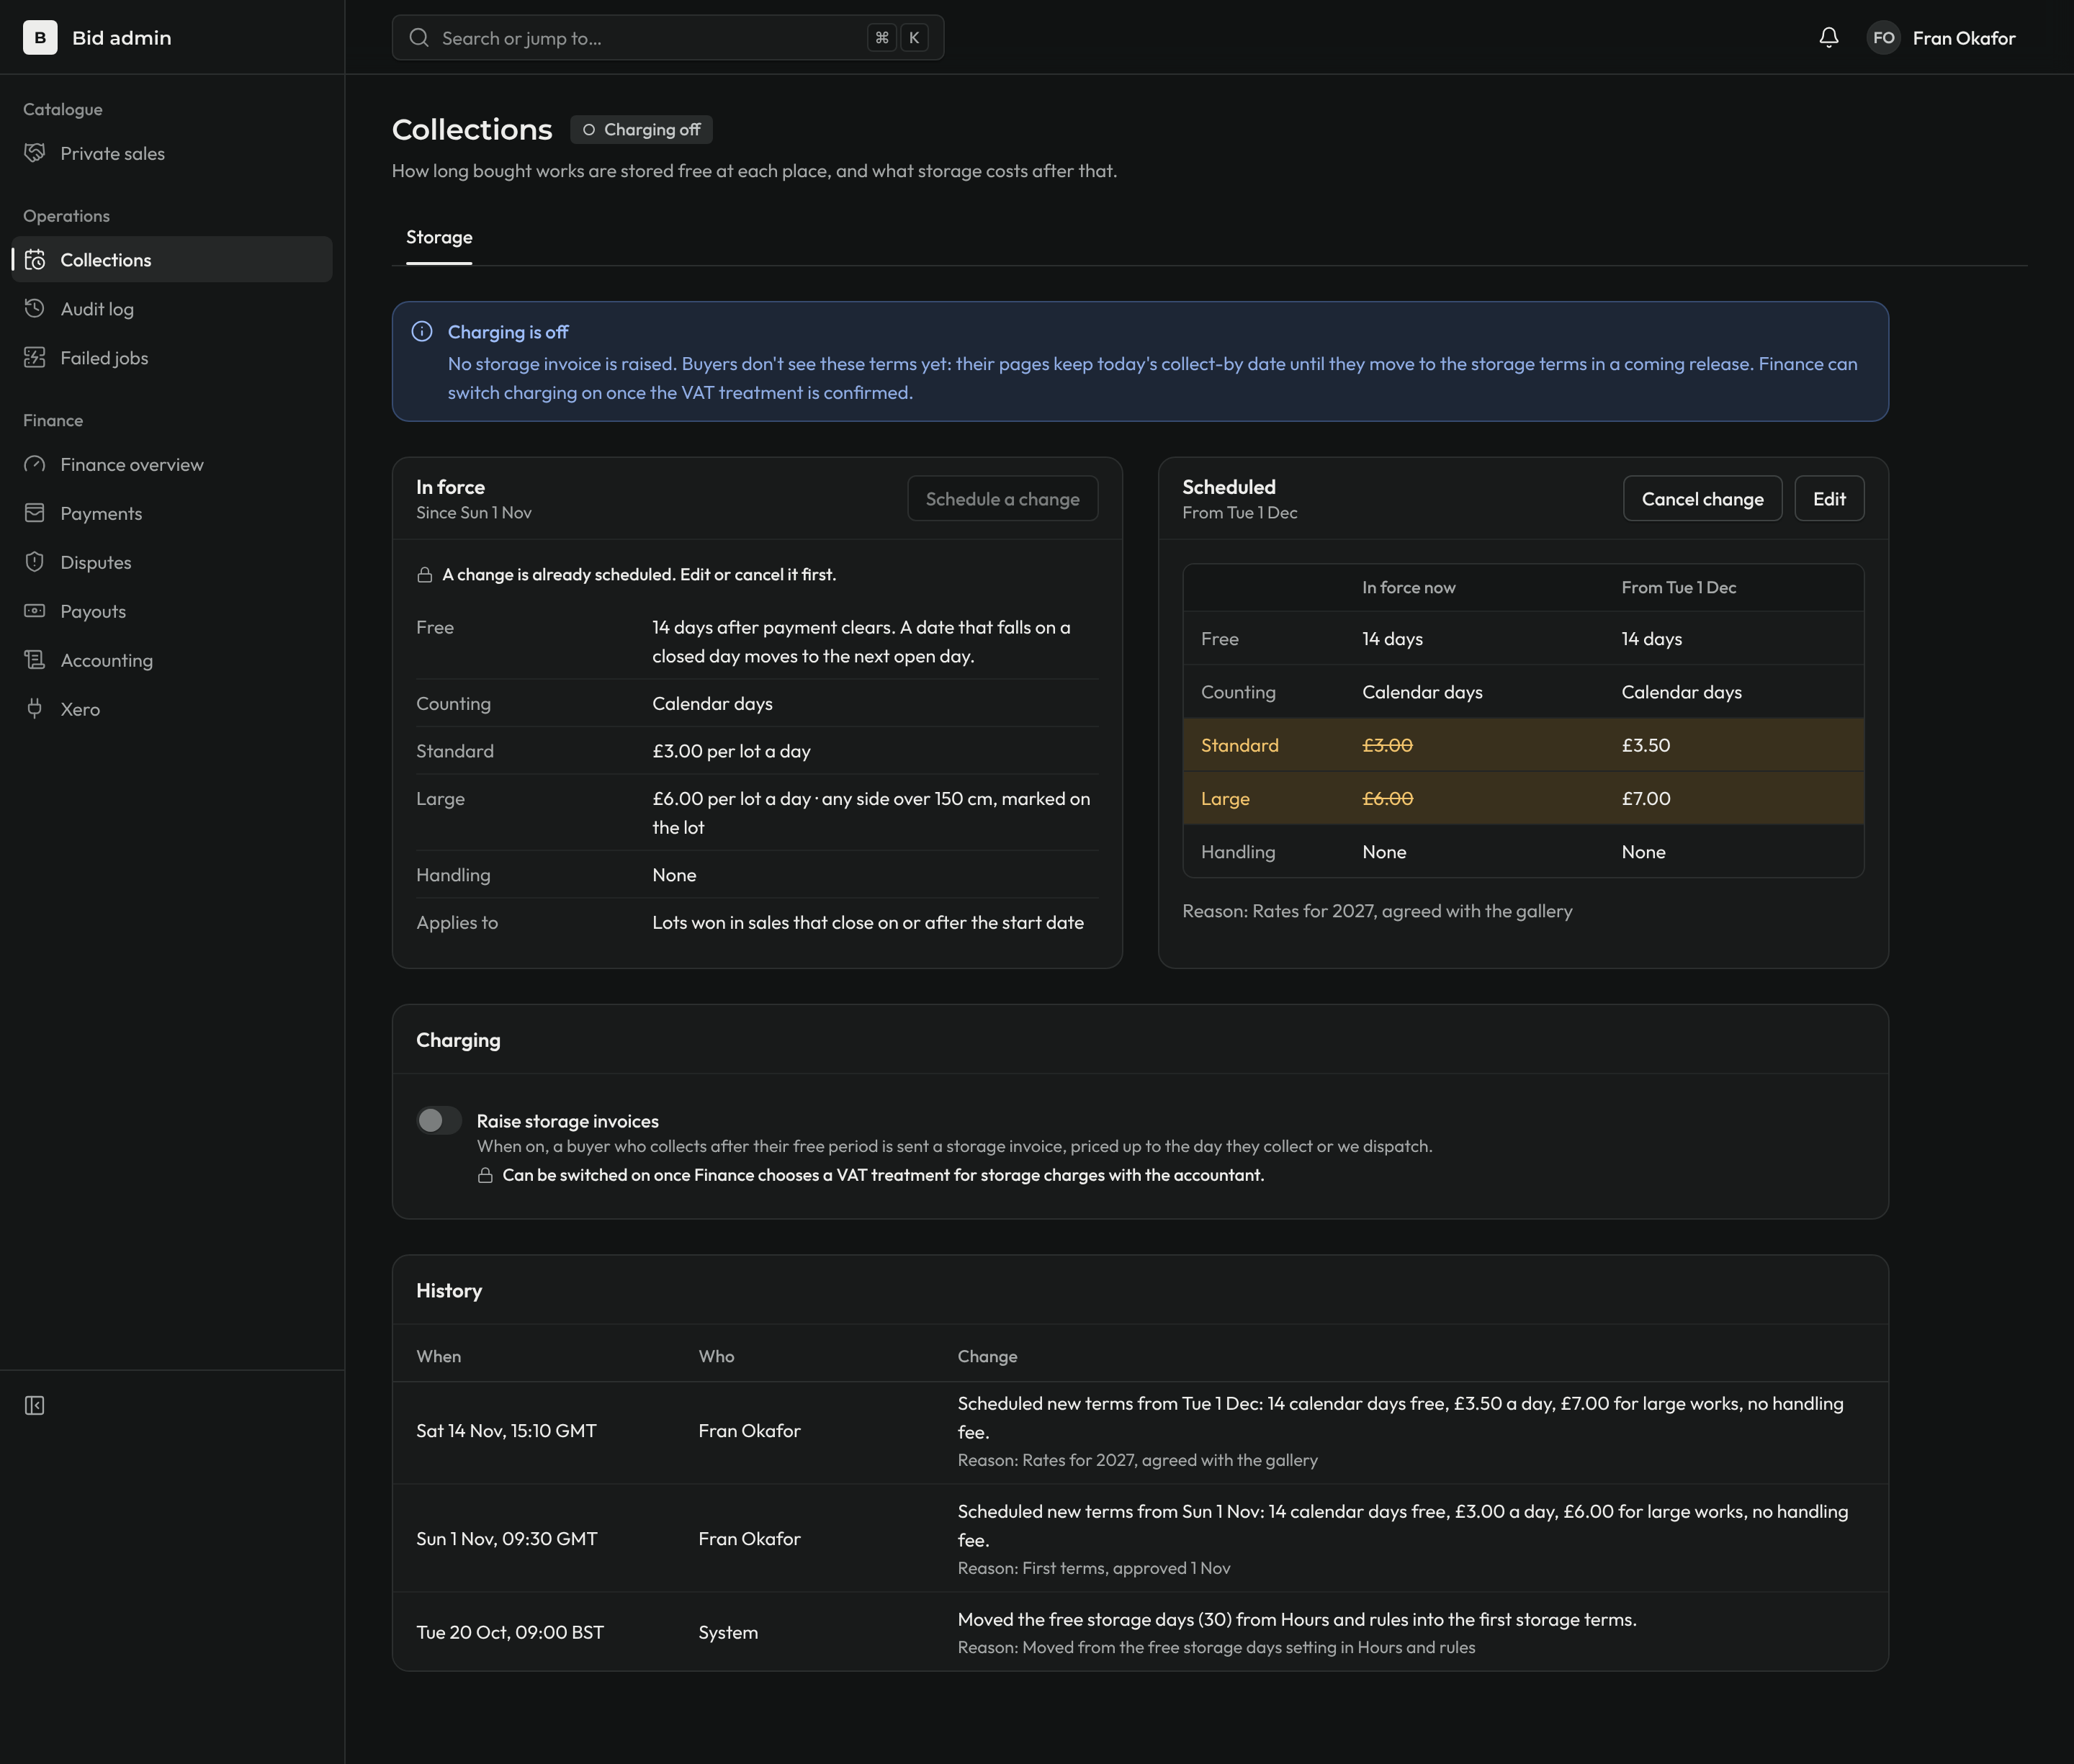 B Bid admin
Search or jump to...
⌘ K
FO Fran Okafor
Catalogue
Private sales
Operations
Collections
Audit log
Failed jobs
Finance
Finance overview
Payments
Disputes
Payouts
Accounting
Xero
Collections
Charging off
How long bought works are stored free at each place, and what storage costs after that.
Storage
Charging is off
No storage invoice is raised. Buyers don't see these terms yet: their pages keep today's collect-by date until they move to the storage terms in a coming release. Finance can
switch charging on once the VAT treatment is confirmed.
In force
Since Sun 1 Nov
Schedule a change
A change is already scheduled. Edit or cancel it first.
Free
14 days after payment clears. A date that falls on a
closed day moves to the next open day.
Counting
Calendar days
Standard
£3.00 per lot a day
Large
£6.00 per lot a day · any side over 150 cm, marked on
the lot
Handling
None
Applies to
Lots won in sales that close on or after the start date
Scheduled
From Tue 1 Dec
Cancel change
Edit
In force now From Tue 1 Dec
Free 14 days 14 days
Counting Calendar days Calendar days
Standard £3.00 £3.50
Large £6.00 £7.00
Handling None None
Reason: Rates for 2027, agreed with the gallery
Charging
Raise storage invoices
When on, a buyer who collects after their free period is sent a storage invoice, priced up to the day they collect or we dispatch.
Can be switched on once Finance chooses a VAT treatment for storage charges with the accountant.
History
When Who Change
Sat 14 Nov, 15:10 GMT
Fran Okafor
Scheduled new terms from Tue 1 Dec: 14 calendar days free, £3.50 a day, £7.00 for large works, no handling
fee.
Reason: Rates for 2027, agreed with the gallery
Sun 1 Nov, 09:30 GMT
Fran Okafor
Scheduled new terms from Sun 1 Nov: 14 calendar days free, £3.00 a day, £6.00 for large works, no handling
fee.
Reason: First terms, approved 1 Nov
Tue 20 Oct, 09:00 BST
System
Moved the free storage days (30) from Hours and rules into the first storage terms.
Reason: Moved from the free storage days setting in Hours and rules